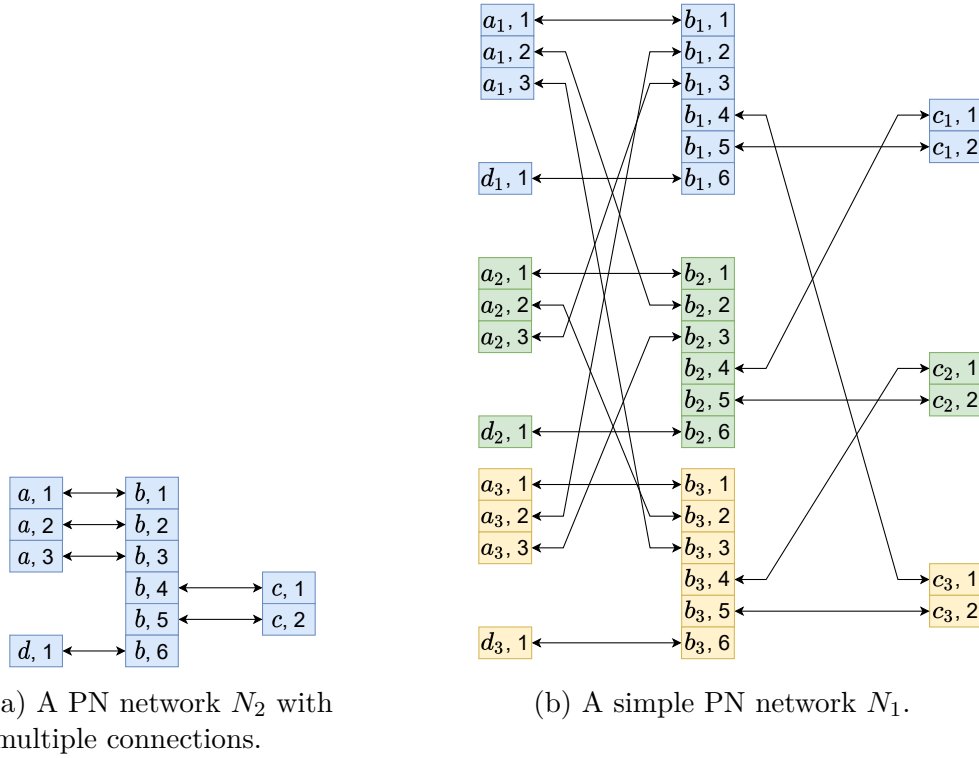 a₁, 1
a₁, 2
a₁, 3
d₁, 1
b₁, 1
b₁, 2
b₁, 3
b₁, 4
b₁, 5
b₁, 6
c₁, 1
c₁, 2
a₂, 1
a₂, 2
a₂, 3
d₂, 1
b₂, 1
b₂, 2
b₂, 3
b₂, 4
b₂, 5
b₂, 6
c₂, 1
c₂, 2
a₃, 1
a₃, 2
a₃, 3
d₃, 1
b₃, 1
b₃, 2
b₃, 3
b₃, 4
b₃, 5
b₃, 6
c₃, 1
c₃, 2
a, 1
a, 2
a, 3
d, 1
b, 1
b, 2
b, 3
b, 4
b, 5
b, 6
c, 1
c, 2
a) A PN network N₂ with
multiple connections.
(b) A simple PN network N₁.